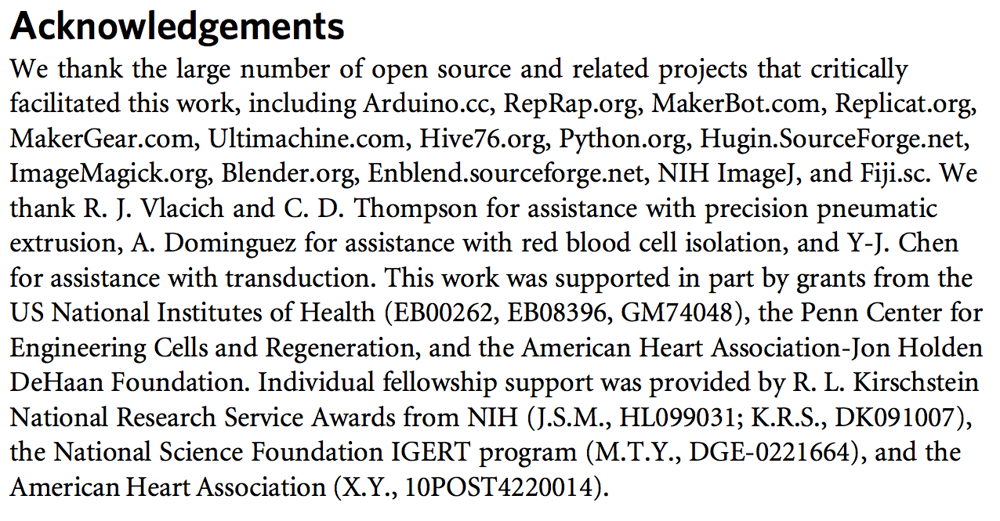 Acknowledgements
We thank the large number of open source and related projects that critically
facilitated this work, including Arduino.cc, RepRap.org, MakerBot.com, Replicat.org,
MakerGear.com, Ultimachine.com, Hive76.org, Python.org, Hugin.SourceForge.net,
ImageMagick.org, Blender.org, Enblend.sourceforge.net, NIH ImageJ, and Fiji.sc. We
thank R. J. Vlacich and C. D. Thompson for assistance with precision pneumatic
extrusion, A. Dominguez for assistance with red blood cell isolation, and Y-J. Chen
for assistance with transduction. This work was supported in part by grants from the
US National Institutes of Health (EB00262, EB08396, GM74048), the Penn Center for
Engineering Cells and Regeneration, and the American Heart Association-Jon Holden
DeHaan Foundation. Individual fellowship support was provided by R. L. Kirschstein
National Research Service Awards from NIH (J.S.M., HL099031; K.R.S., DK091007),
the National Science Foundation IGERT program (M.T.Y., DGE-0221664), and the
American Heart Association (X.Y., 10POST4220014).